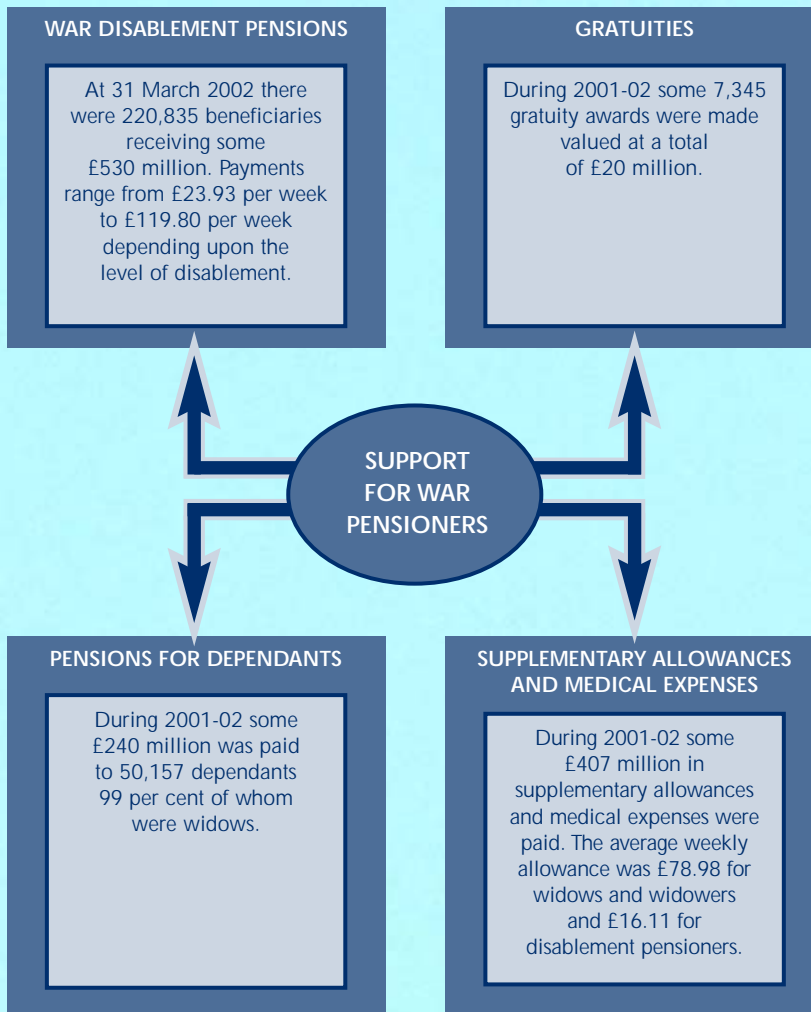 WAR DISABLEMENT PENSIONS
At 31 March 2002 there
were 220,835 beneficiaries
receiving some
£530 million. Payments
range from £23.93 per week
to £119.80 per week
depending upon the
level of disablement.
GRATUITIES
During 2001-02 some 7,345
gratuity awards were made
valued at a total
of £20 million.
SUPPORT
FOR WAR
PENSIONERS
PENSIONS FOR DEPENDANTS
During 2001-02 some
£240 million was paid
to 50,157 dependants
99 per cent of whom
were widows.
SUPPLEMENTARY ALLOWANCES
AND MEDICAL EXPENSES
During 2001-02 some
£407 million in
supplementary allowances
and medical expenses were
paid. The average weekly
allowance was £78.98 for
widows and widowers
and £16.11 for
disablement pensioners.